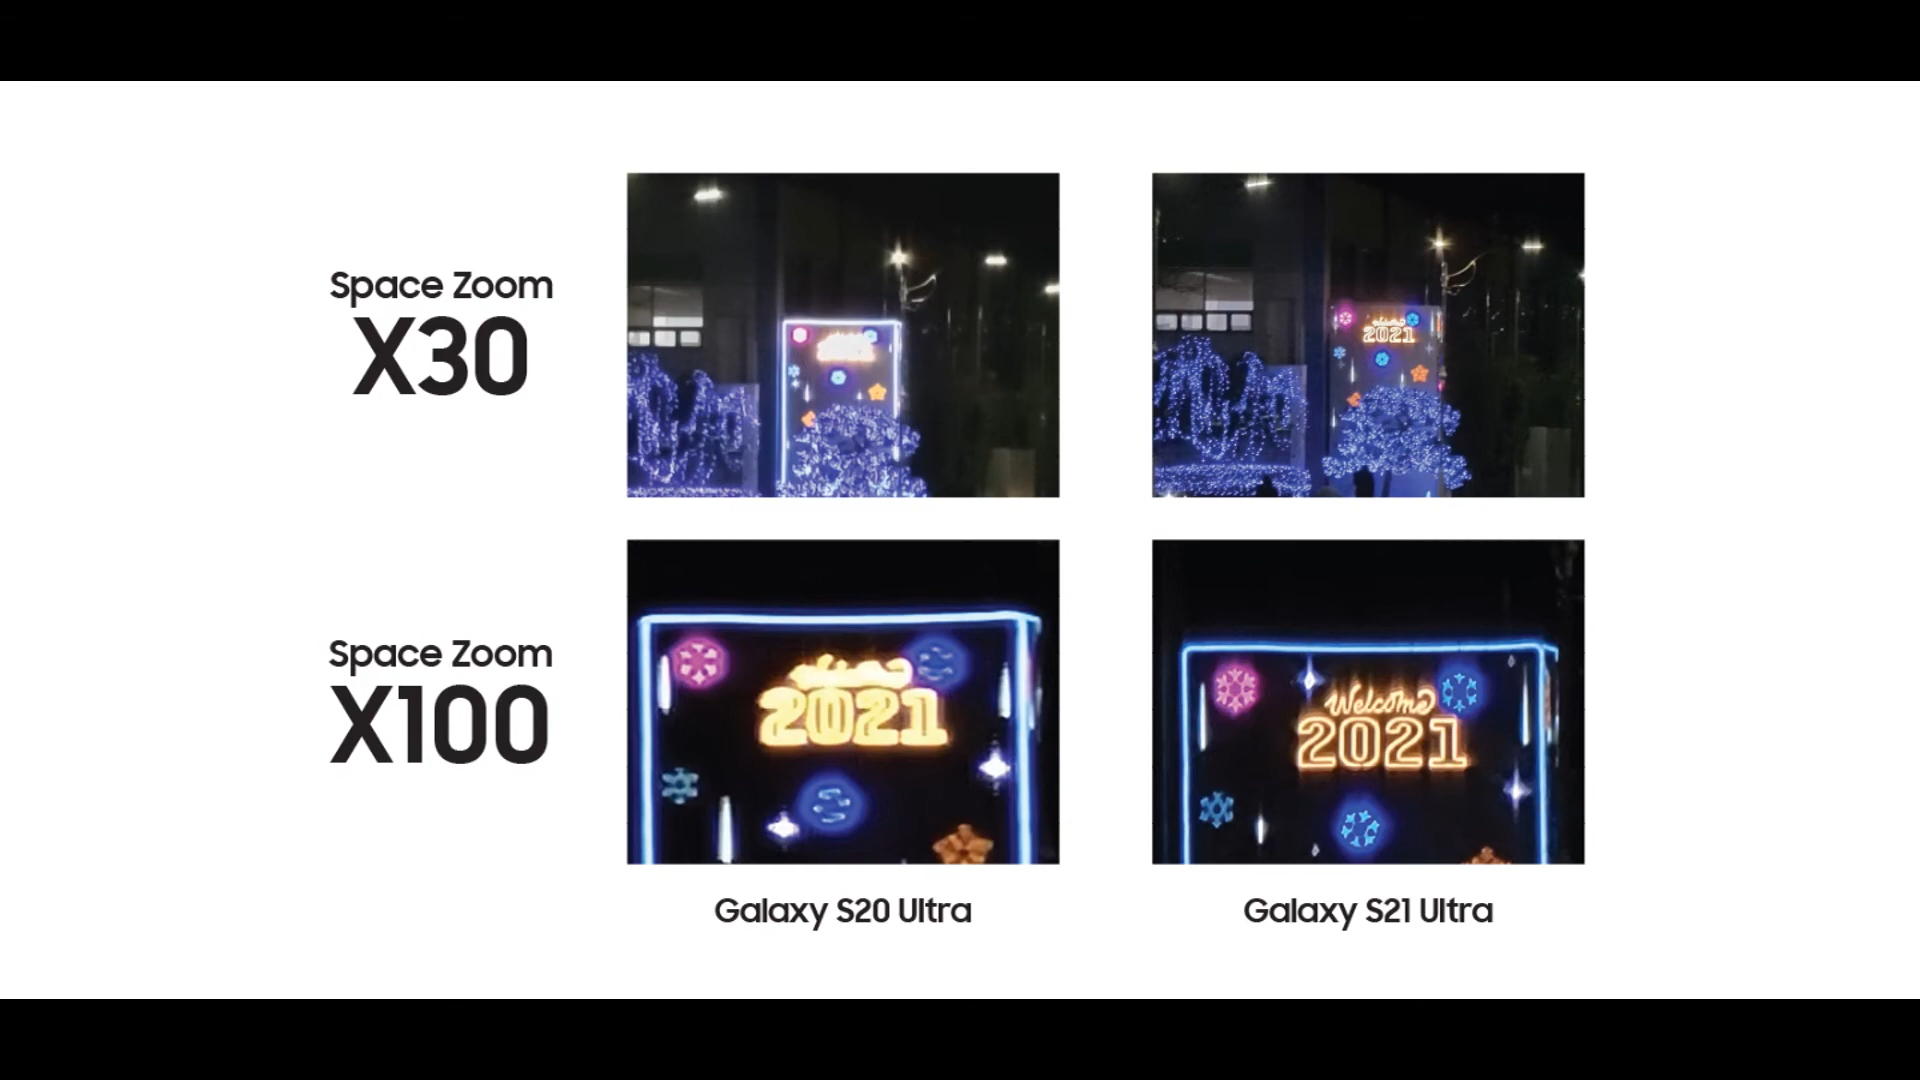 Space Zoom
X30
2021
Space Zoom
X100
2021
Welcome
2021
Galaxy S20 Ultra
Galaxy S21 Ultra